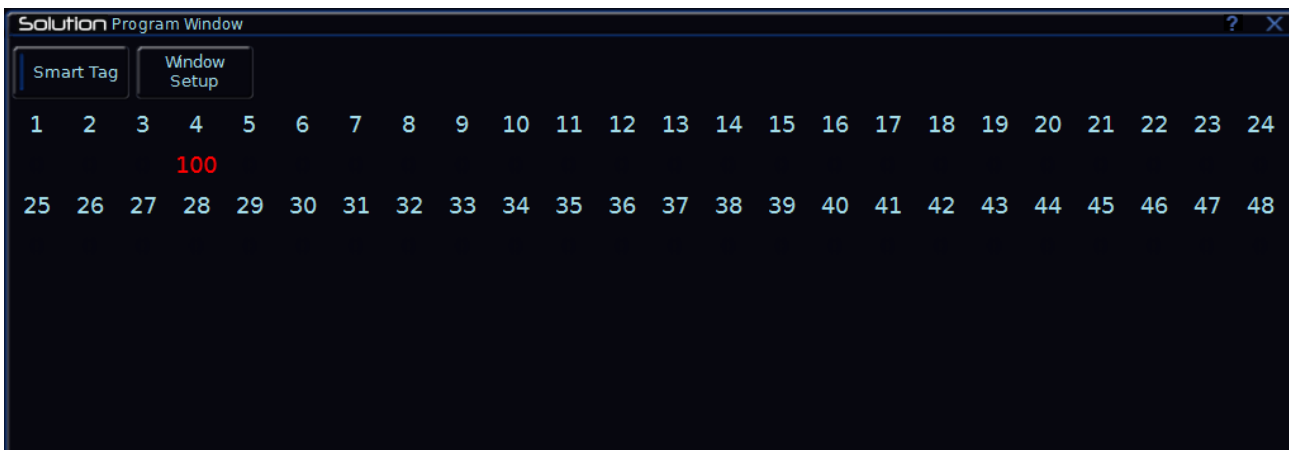 Solution Program Window ? X
Smart Tag Window
Setup
1 2 3 4 5 6 7 8 9 10 11 12 13 14 15 16 17 18 19 20 21 22 23 24
100
25 26 27 28 29 30 31 32 33 34 35 36 37 38 39 40 41 42 43 44 45 46 47 48